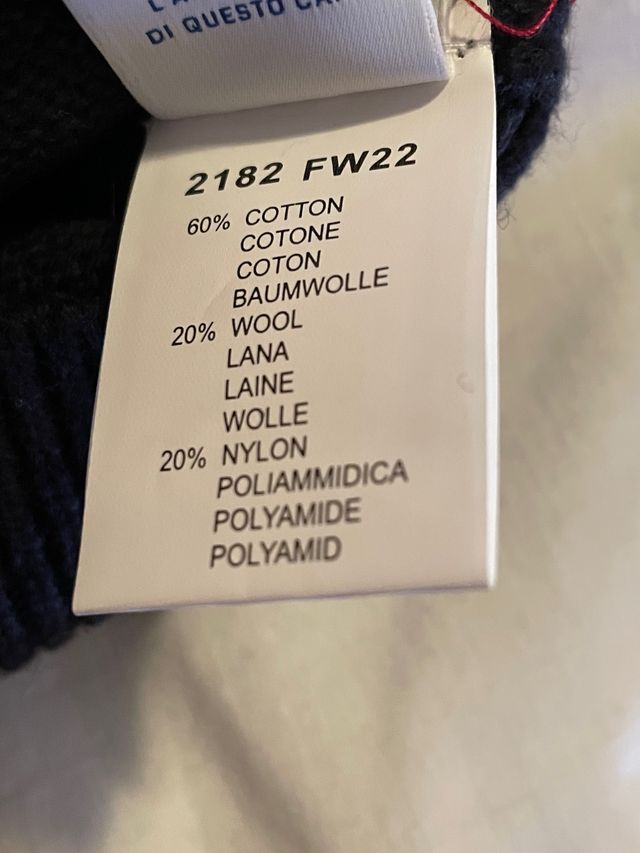 DI QUESTO
2182 FW22
60% COTTON
COTONE
COTON
BAUMWOLLE
20% WOOL
LANA
LAINE
WOLLE
20% NYLON
POLIAMMIDICA
POLYAMIDE
POLYAMID